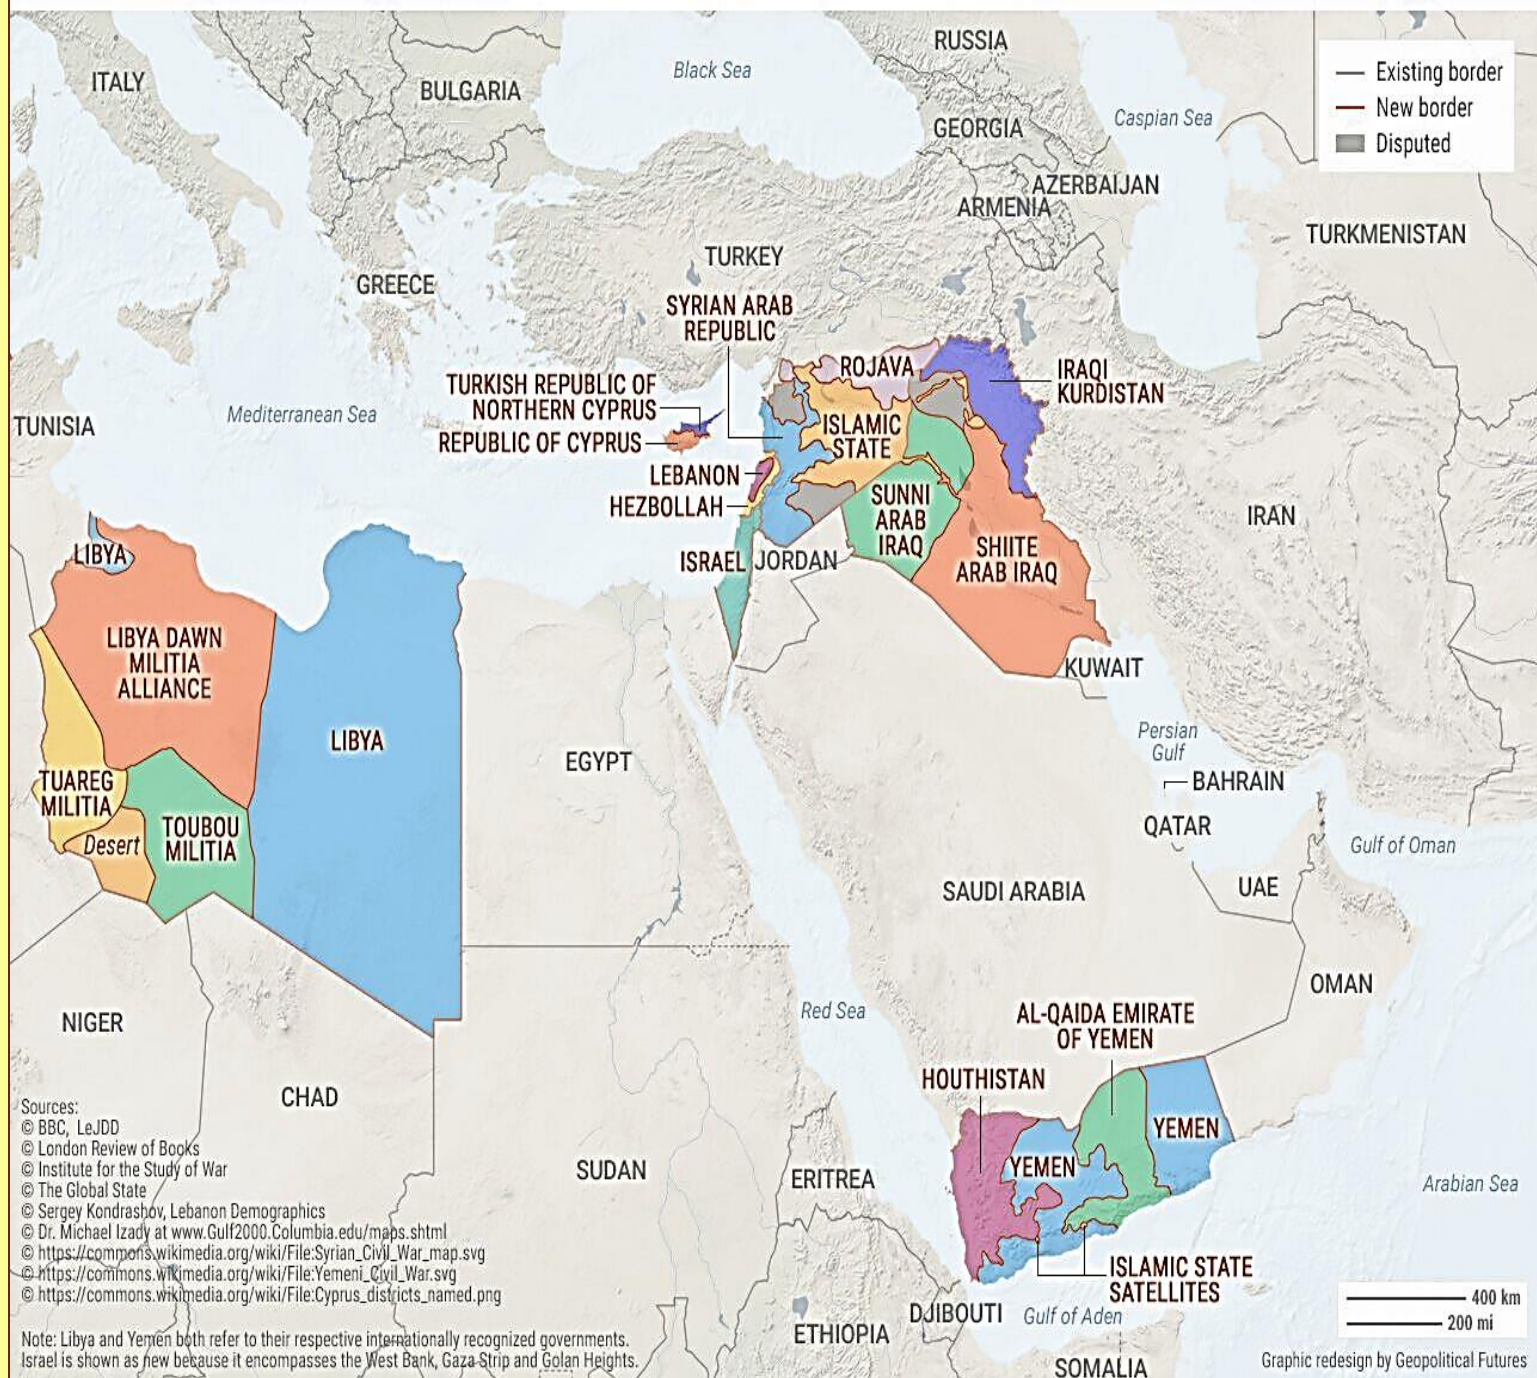 RUSSIA
Black Sea
ITALY
BULGARIA
Existing border
New border
Disputed
Caspian Sea
GEORGIA
AZERBAIJAN
ARMENIA
TURKMENISTAN
TURKEY
GREECE
SYRIAN ARAB
REPUBLIC
ROJAVA
IRAQI
KURDISTAN
TURKISH REPUBLIC OF
NORTHERN CYPRUS
REPUBLIC OF CYPRUS
TUNISIA
Mediterranean Sea
ISLAMIC
STATE
LEBANON
HEZBOLLAH
SUNNI
ARAB
IRAQ
IRAN
SHIITE
ARAB IRAQ
ISRAEL
JORDAN
LIBYA
LIBYA DAWN
MILITIA
ALLIANCE
LIBYA
KUWAIT
Persian
Gulf
EGYPT
BAHRAIN
TUAREG
MILITIA
TOUBOU
MILITIA
Desert
QATAR
Gulf of Oman
SAUDI ARABIA
UAE
OMAN
NIGER
Red Sea
AL-QAIDA EMIRATE
OF YEMEN
HOUTHISTAN
CHAD
YEMEN
YEMEN
SUDAN
ERITREA
Arabian Sea
ISLAMIC STATE
SATELLITES
DJIBOUTI
Gulf of Aden
ETHIOPIA
SOMALIA
400 km
200 mi
Sources:
© BBC, LeJDD
© London Review of Books
© Institute for the Study of War
© The Global State
© Sergey Kondrashov, Lebanon Demographics
© Dr. Michael Izady at www.Gulf2000.Columbia.edu/maps.shtml
© https://commons.wikimedia.org/wiki/File:Syrian_Civil_War_map.svg
© https://commons.wikimedia.org/wiki/File:Yemeni_Civil_War.svg
© https://commons.wikimedia.org/wiki/File:Cyprus_districts_named.png
Note: Libya and Yemen both refer to their respective internationally recognized governments.
Israel is shown as new because it encompasses the West Bank, Gaza Strip and Golan Heights.
Graphic redesign by Geopolitical Futures